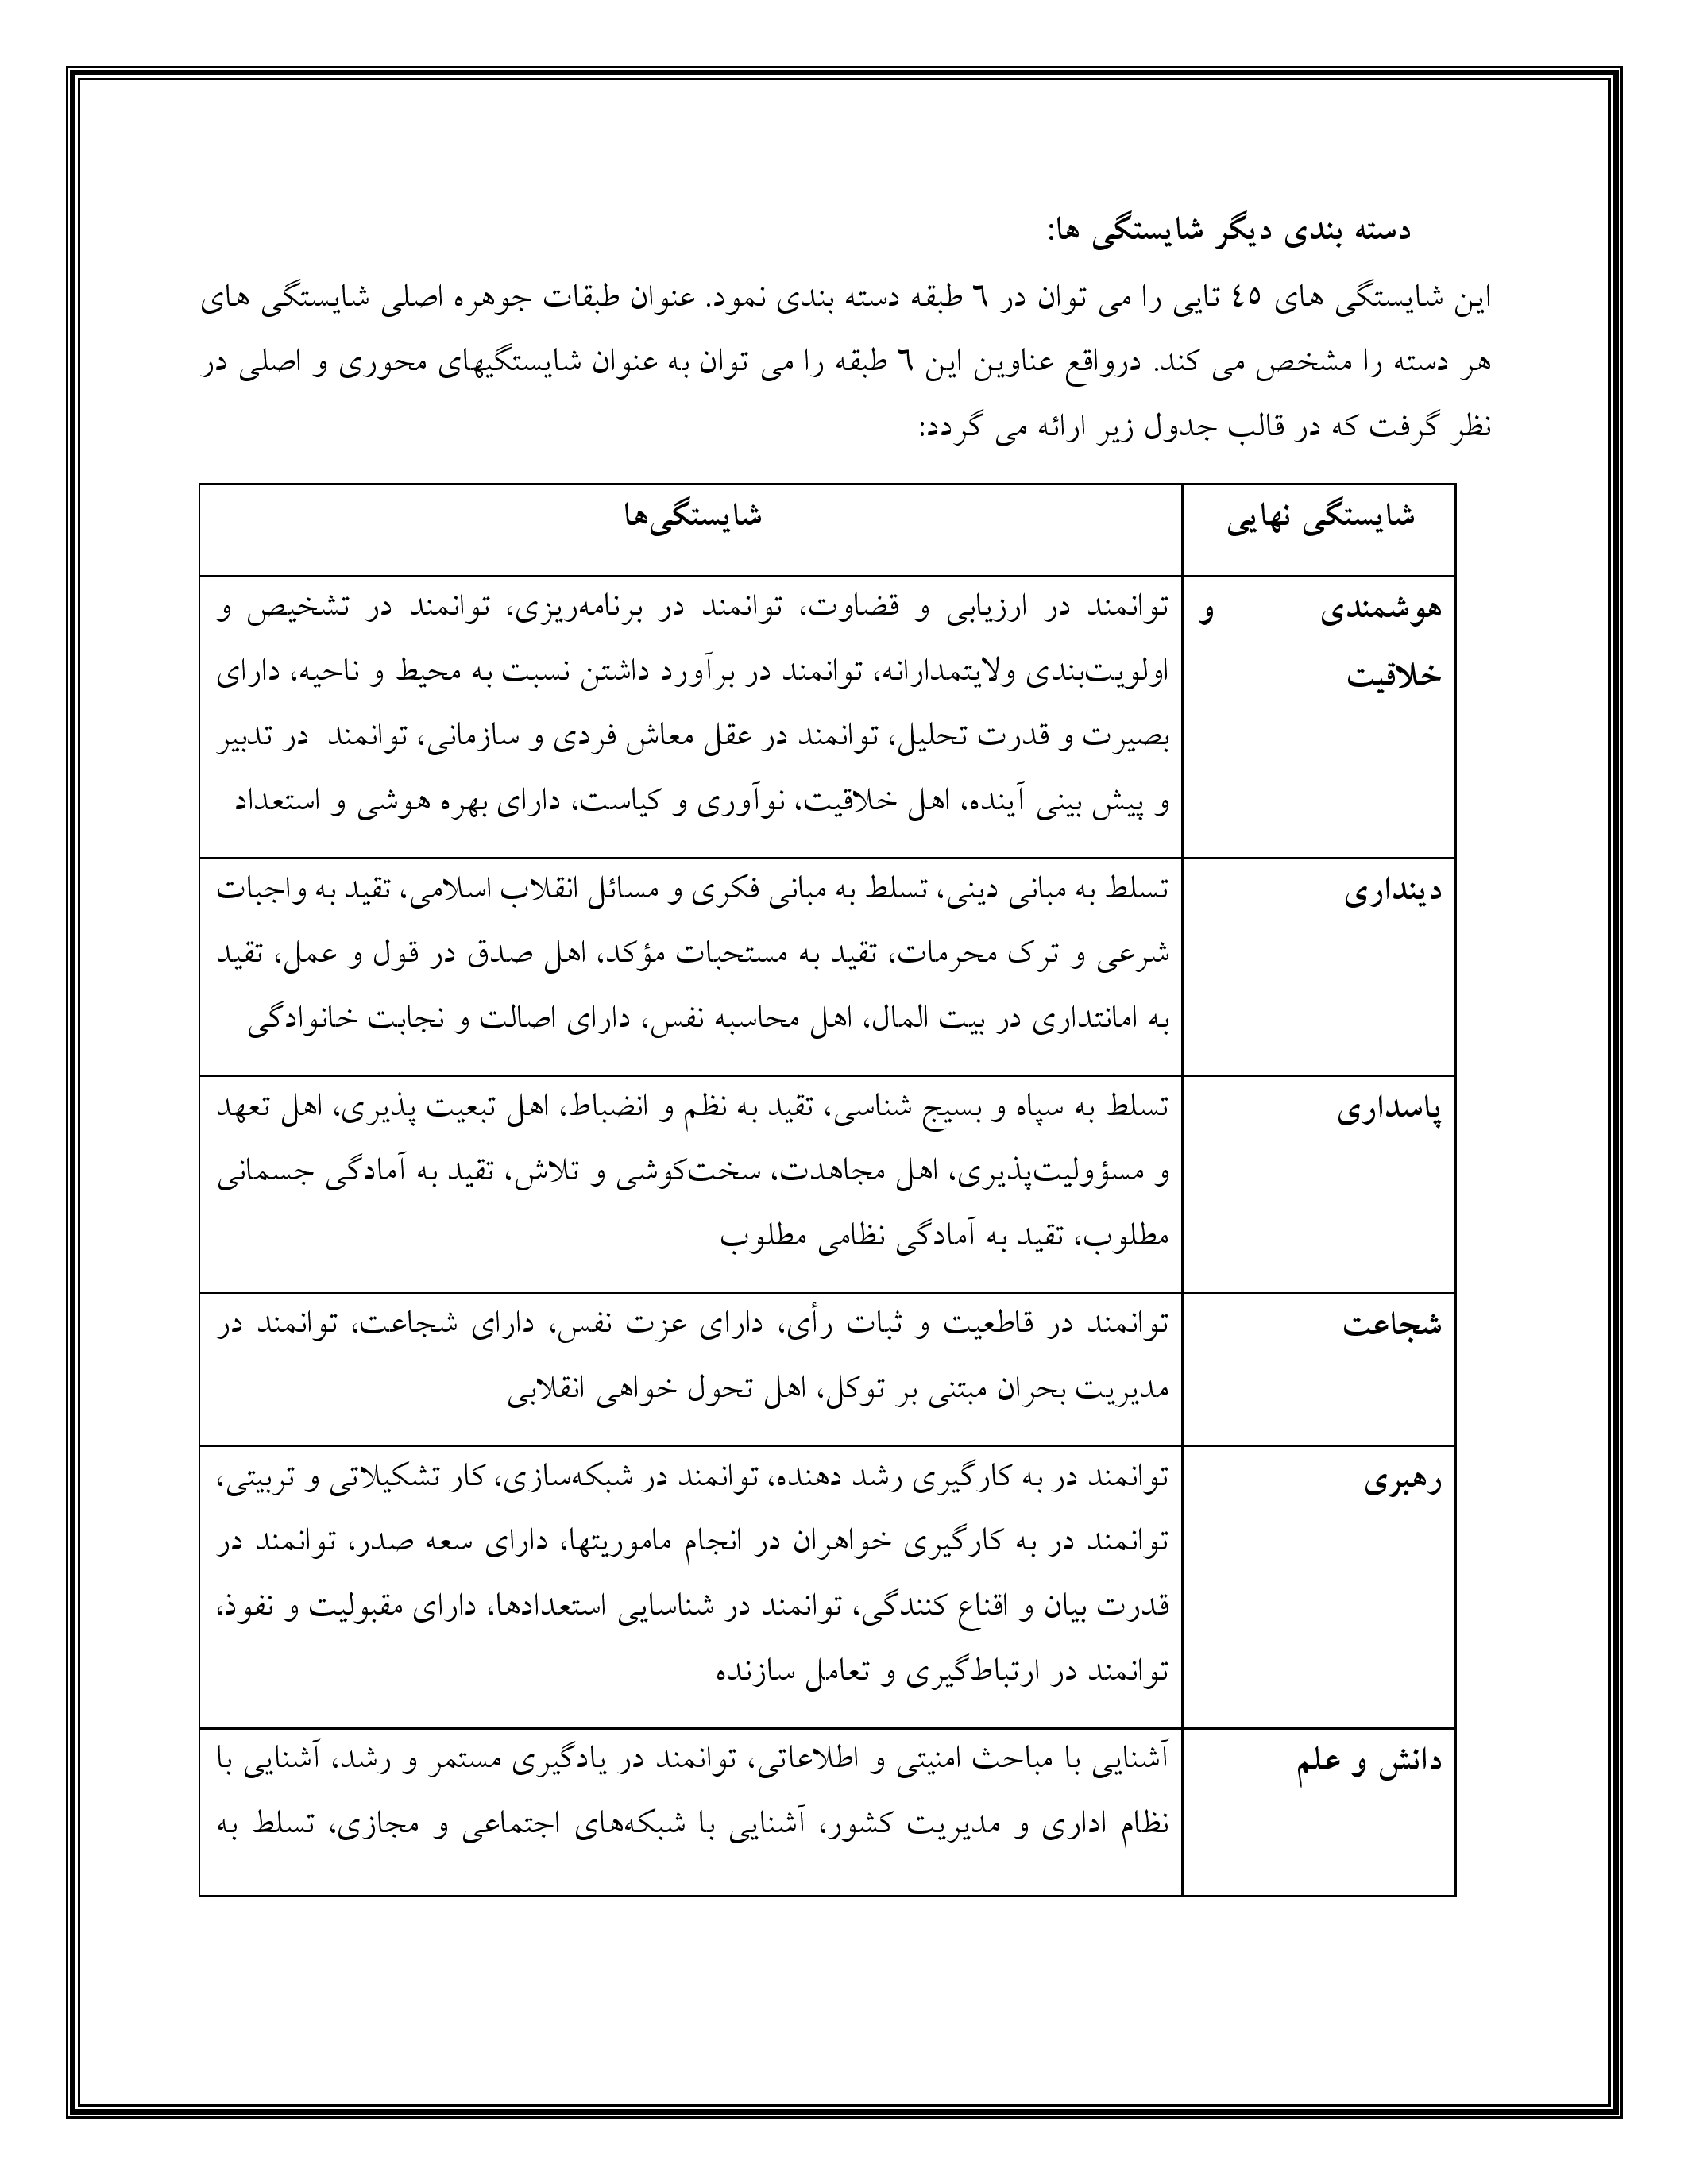 دسته بندی دیگر شایستگی ها:
این شایستگی های ٤٥ تایی را می توان در ٦ طبقه دسته بندی نمود. عنوان طبقات جوهره اصلی شایستگی های
هر دسته را مشخص می کند. درواقع عناوین این ٦ طبقه را می توان به عنوان شایستگیهای محوری و اصلی در
نظر گرفت که در قالب جدول زیر ارائه می گردد:
شایستگی نهایی
شایستگی‌ها
هوشمندی و
خلاقیت
توانمند در ارزیابی و قضاوت، توانمند در برنامه‌ریزی، توانمند در تشخیص و
اولویت‌بندی ولایتمدارانه، توانمند در برآورد داشتن نسبت به محیط و ناحیه، دارای
بصیرت و قدرت تحلیل، توانمند در عقل معاش فردی و سازمانی، توانمند در تدبیر
و پیش بینی آینده، اهل خلاقیت، نوآوری و کیاست، دارای بهره هوشی و استعداد
دینداری
تسلط به مبانی دینی، تسلط به مبانی فکری و مسائل انقلاب اسلامی، تقید به واجبات
شرعی و ترک محرمات، تقید به مستحبات مؤکد، اهل صدق در قول و عمل، تقید
به امانتداری در بیت المال، اهل محاسبه نفس، دارای اصالت و نجابت خانوادگی
پاسداری
تسلط به سپاه و بسیج شناسی، تقید به نظم و انضباط، اهل تبعیت پذیری، اهل تعهد
و مسؤولیت‌پذیری، اهل مجاهدت، سخت‌کوشی و تلاش، تقید به آمادگی جسمانی
مطلوب، تقید به آمادگی نظامی مطلوب
شجاعت
توانمند در قاطعیت و ثبات رأی، دارای عزت نفس، دارای شجاعت، توانمند در
مدیریت بحران مبتنی بر توکل، اهل تحول خواهی انقلابی
رهبری
توانمند در به کارگیری رشد دهنده، توانمند در شبکه‌سازی، کار تشکیلاتی و تربیتی،
توانمند در به کارگیری خواهران در انجام ماموریتها، دارای سعه صدر، توانمند در
قدرت بیان و اقناع کنندگی، توانمند در شناسایی استعدادها، دارای مقبولیت و نفوذ،
توانمند در ارتباط‌گیری و تعامل سازنده
دانش و علم
آشنایی با مباحث امنیتی و اطلاعاتی، توانمند در یادگیری مستمر و رشد، آشنایی با
نظام اداری و مدیریت کشور، آشنایی با شبکه‌های اجتماعی و مجازی، تسلط به